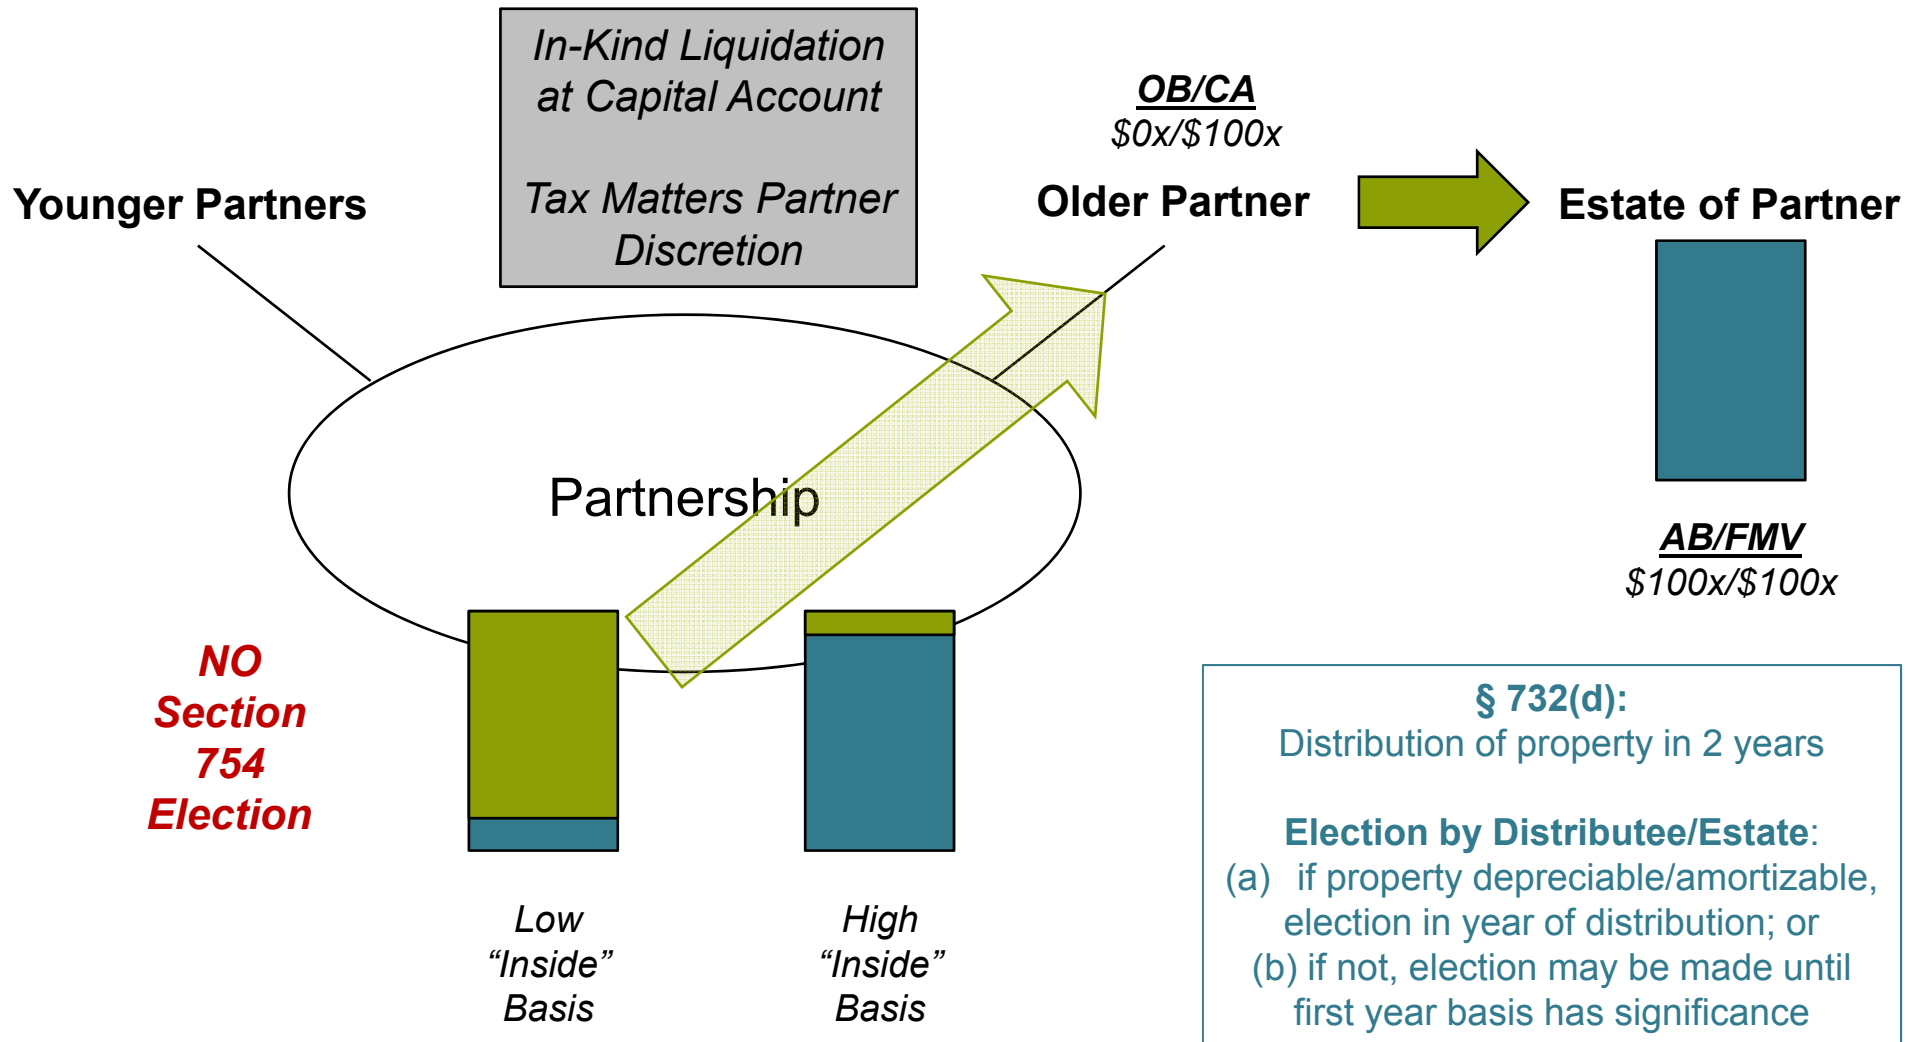 In-Kind Liquidation
at Capital Account
Tax Matters Partner
Discretion
OB/CA
$0x/$100x
Younger Partners
Older Partner
Estate of Partner
Partnership
AB/FMV
$100x/$100x
NO
Section
754
Election
Low
“Inside”
Basis
High
“Inside”
Basis
§ 732(d):
Distribution of property in 2 years
Election by Distributee/Estate:
(a) if property depreciable/amortizable,
election in year of distribution; or
(b) if not, election may be made until
first year basis has significance